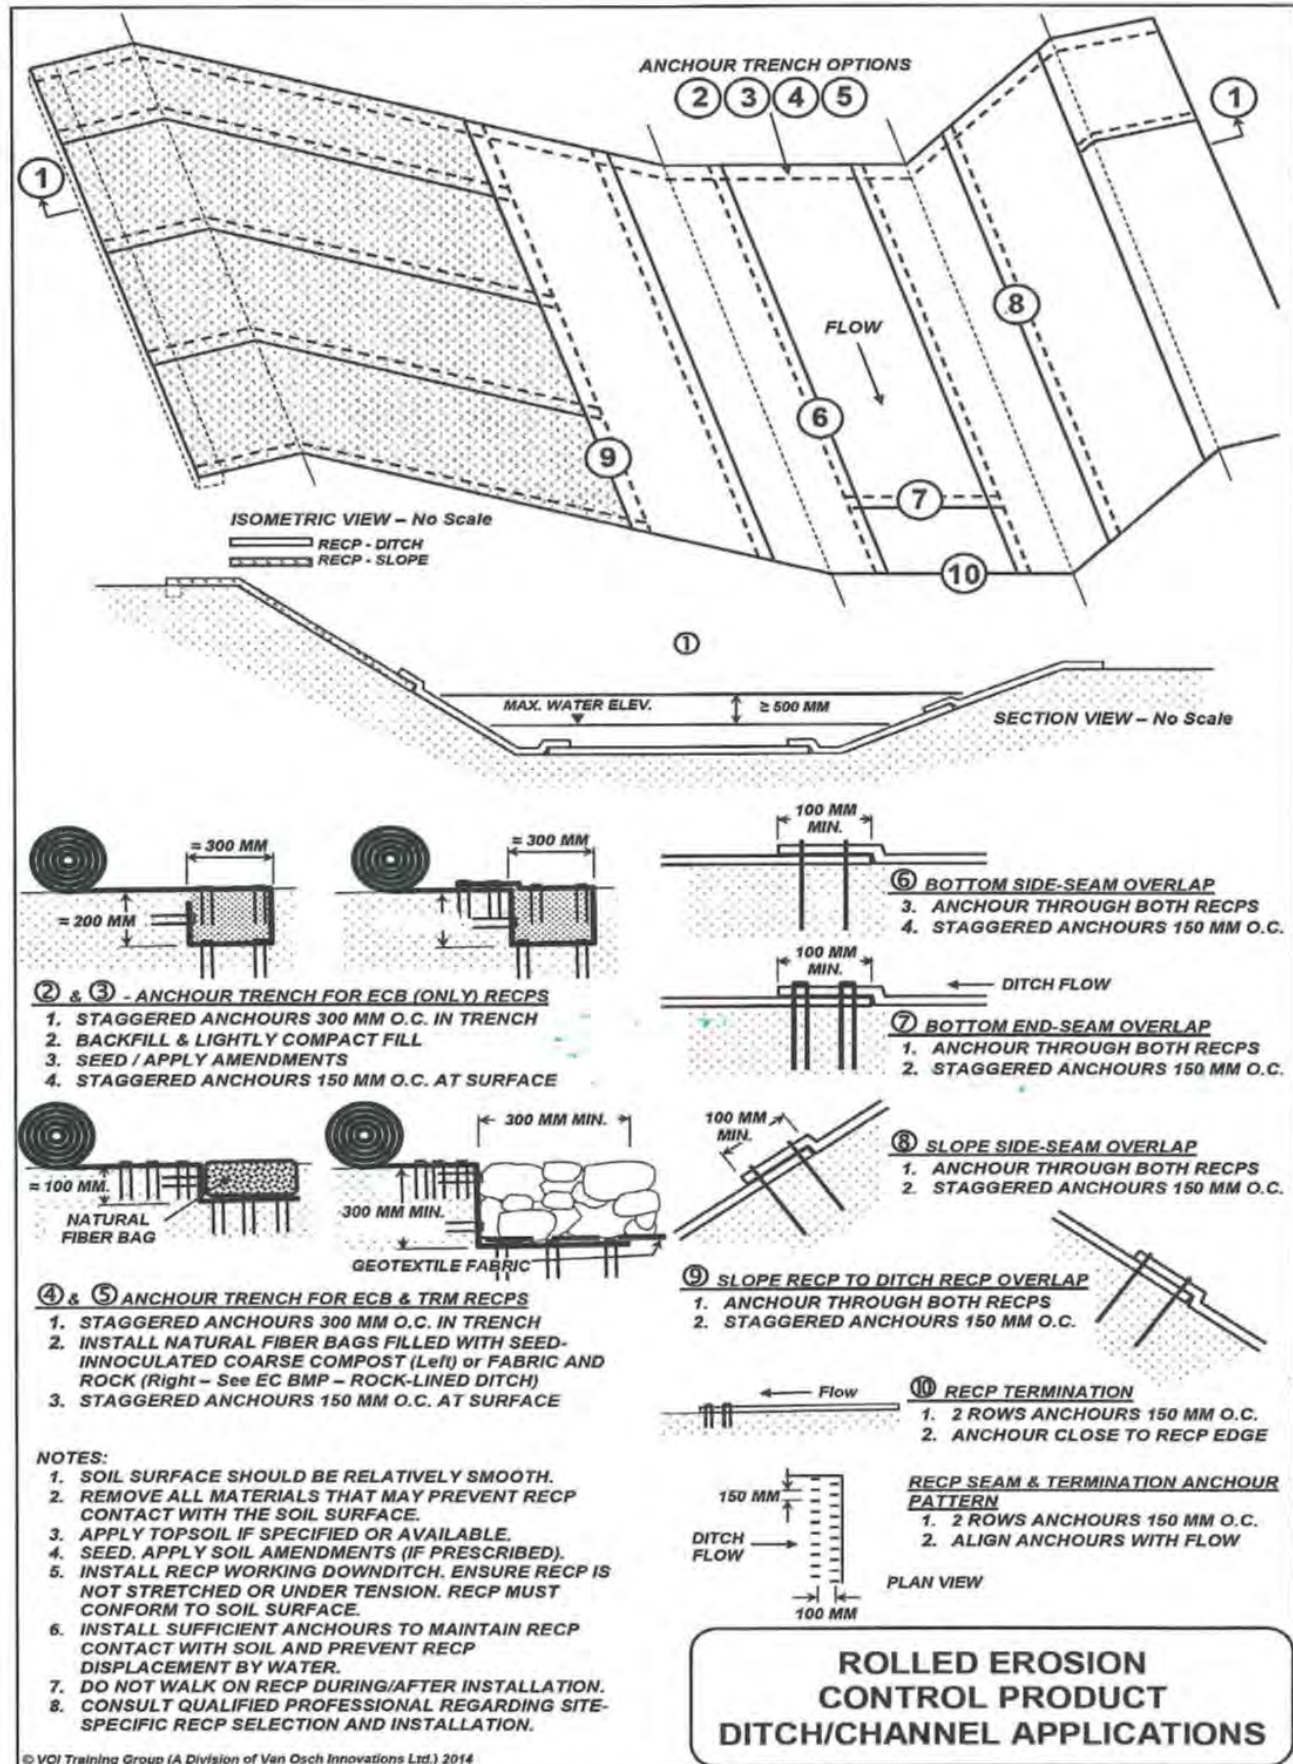 ANCHOUR TRENCH OPTIONS
2 3 4 5
1
1
8
FLOW
6
9
7
10
ISOMETRIC VIEW – No Scale
RECP - DITCH
RECP - SLOPE
①
MAX. WATER ELEV.
≥ 500 MM
SECTION VIEW – No Scale
= 300 MM
= 200 MM
= 300 MM
② & ③ - ANCHOUR TRENCH FOR ECB (ONLY) RECPS
1. STAGGERED ANCHOURS 300 MM O.C. IN TRENCH
2. BACKFILL & LIGHTLY COMPACT FILL
3. SEED / APPLY AMENDMENTS
4. STAGGERED ANCHOURS 150 MM O.C. AT SURFACE
= 100 MM.
NATURAL
FIBER BAG
300 MM MIN.
300 MM MIN.
GEOTEXTILE FABRIC
④ & ⑤ ANCHOUR TRENCH FOR ECB & TRM RECPS
1. STAGGERED ANCHOURS 300 MM O.C. IN TRENCH
2. INSTALL NATURAL FIBER BAGS FILLED WITH SEED-
INNOCULATED COARSE COMPOST (Left) or FABRIC AND
ROCK (Right – See EC BMP – ROCK-LINED DITCH)
3. STAGGERED ANCHOURS 150 MM O.C. AT SURFACE
NOTES:
1. SOIL SURFACE SHOULD BE RELATIVELY SMOOTH.
2. REMOVE ALL MATERIALS THAT MAY PREVENT RECP
CONTACT WITH THE SOIL SURFACE.
3. APPLY TOPSOIL IF SPECIFIED OR AVAILABLE.
4. SEED. APPLY SOIL AMENDMENTS (IF PRESCRIBED).
5. INSTALL RECP WORKING DOWNDITCH. ENSURE RECP IS
NOT STRETCHED OR UNDER TENSION. RECP MUST
CONFORM TO SOIL SURFACE.
6. INSTALL SUFFICIENT ANCHOURS TO MAINTAIN RECP
CONTACT WITH SOIL AND PREVENT RECP
DISPLACEMENT BY WATER.
7. DO NOT WALK ON RECP DURING/AFTER INSTALLATION.
8. CONSULT QUALIFIED PROFESSIONAL REGARDING SITE-
SPECIFIC RECP SELECTION AND INSTALLATION.
© VOI Training Group (A Division of Van Osch Innovations Ltd.) 2014
100 MM
MIN.
⑥ BOTTOM SIDE-SEAM OVERLAP
3. ANCHOUR THROUGH BOTH RECPS
4. STAGGERED ANCHOURS 150 MM O.C.
100 MM
MIN.
DITCH FLOW
⑦ BOTTOM END-SEAM OVERLAP
1. ANCHOUR THROUGH BOTH RECPS
2. STAGGERED ANCHOURS 150 MM O.C.
100 MM
MIN.
⑧ SLOPE SIDE-SEAM OVERLAP
1. ANCHOUR THROUGH BOTH RECPS
2. STAGGERED ANCHOURS 150 MM O.C.
⑨ SLOPE RECP TO DITCH RECP OVERLAP
1. ANCHOUR THROUGH BOTH RECPS
2. STAGGERED ANCHOURS 150 MM O.C.
Flow
⑩ RECP TERMINATION
1. 2 ROWS ANCHOURS 150 MM O.C.
2. ANCHOUR CLOSE TO RECP EDGE
150 MM
DITCH
FLOW
100 MM
PLAN VIEW
RECP SEAM & TERMINATION ANCHOUR
PATTERN
1. 2 ROWS ANCHOURS 150 MM O.C.
2. ALIGN ANCHOURS WITH FLOW
ROLLED EROSION
CONTROL PRODUCT
DITCH/CHANNEL APPLICATIONS